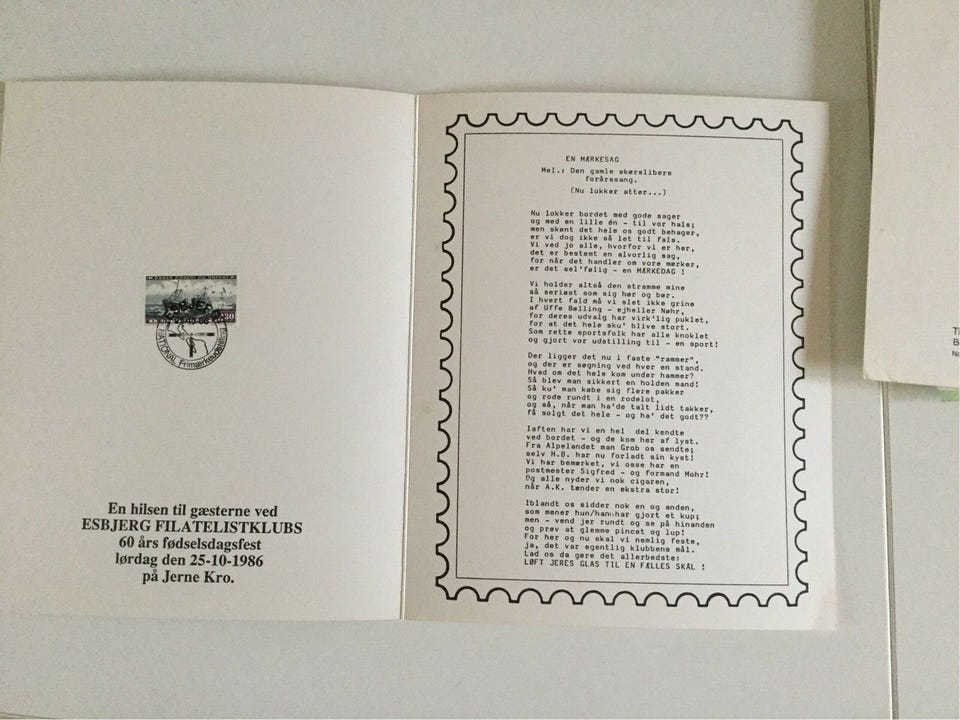 DANSK FISKERI OG SØFART
ESBJERG
NATIONAL Frimærkeudstilling
En hilsen til gæsterne ved
ESBJERG FILATELISTKLUBS
60 års fødselsdagsfest
lørdag den 25-10-1986
på Jerne Kro.
EN MÆRKESAG
Mel.: Den gamle skærslibers
forårssang.
(Nu lokker atter...)
Nu lokker bordet med gode sager
og med en lille én - til vor hals;
men skønt det hele os godt behager,
er vi dog ikke så let til fals.
Vi ved jo alle, hvorfor vi er her,
det er bestemt en alvorlig sag,
for når det handler om vore mærker,
er det sel'følig - en MÆRKEDAG !
Vi holder altså den stramme mine
så seriøst som sig hør og bør.
I hvert fald må vi slet ikke grine
af Uffe Bølling - ejheller Nøhr,
for deres udvalg har virk'lig puklet,
for at det hele sku' blive stort.
Som rette sportsfolk har alle knoklet
og gjort vor udstilling til - en sport!
Der ligger det nu i faste "rammer",
og der er søgning ved hver en stand.
Hvad om det hele kom under hammer?
Så blev man sikkert en holden mand!
Så ku' man købe sig flere pakker
og rode rundt i en rodelot,
og så, når man ha'de talt lidt takker,
få solgt det hele - og ha' det godt??
Iaften har vi en hel del kendte
ved bordet - og de kom her af lyst.
Fra Alpelandet man Grob os sendte;
selv H.B. har nu forladt sin kyst!
Vi har bemærket, vi osse har en
postmester Sigfred - og formand Mohr!
Og alle nyder vi nok cigaren,
når A.K. tænder en ekstra stor!
Iblandt os sidder nok en og anden,
som mener hun/han har gjort et kup;
men - vend jer rundt og se på hinanden
og prøv at glemme pincet og lup!
For her og nu skal vi nemlig feste,
ja, det var egentlig klubbens mål.
Lad os da gøre det allerbedste:
LØFT JERES GLAS TIL EN FÆLLES SKÅL !